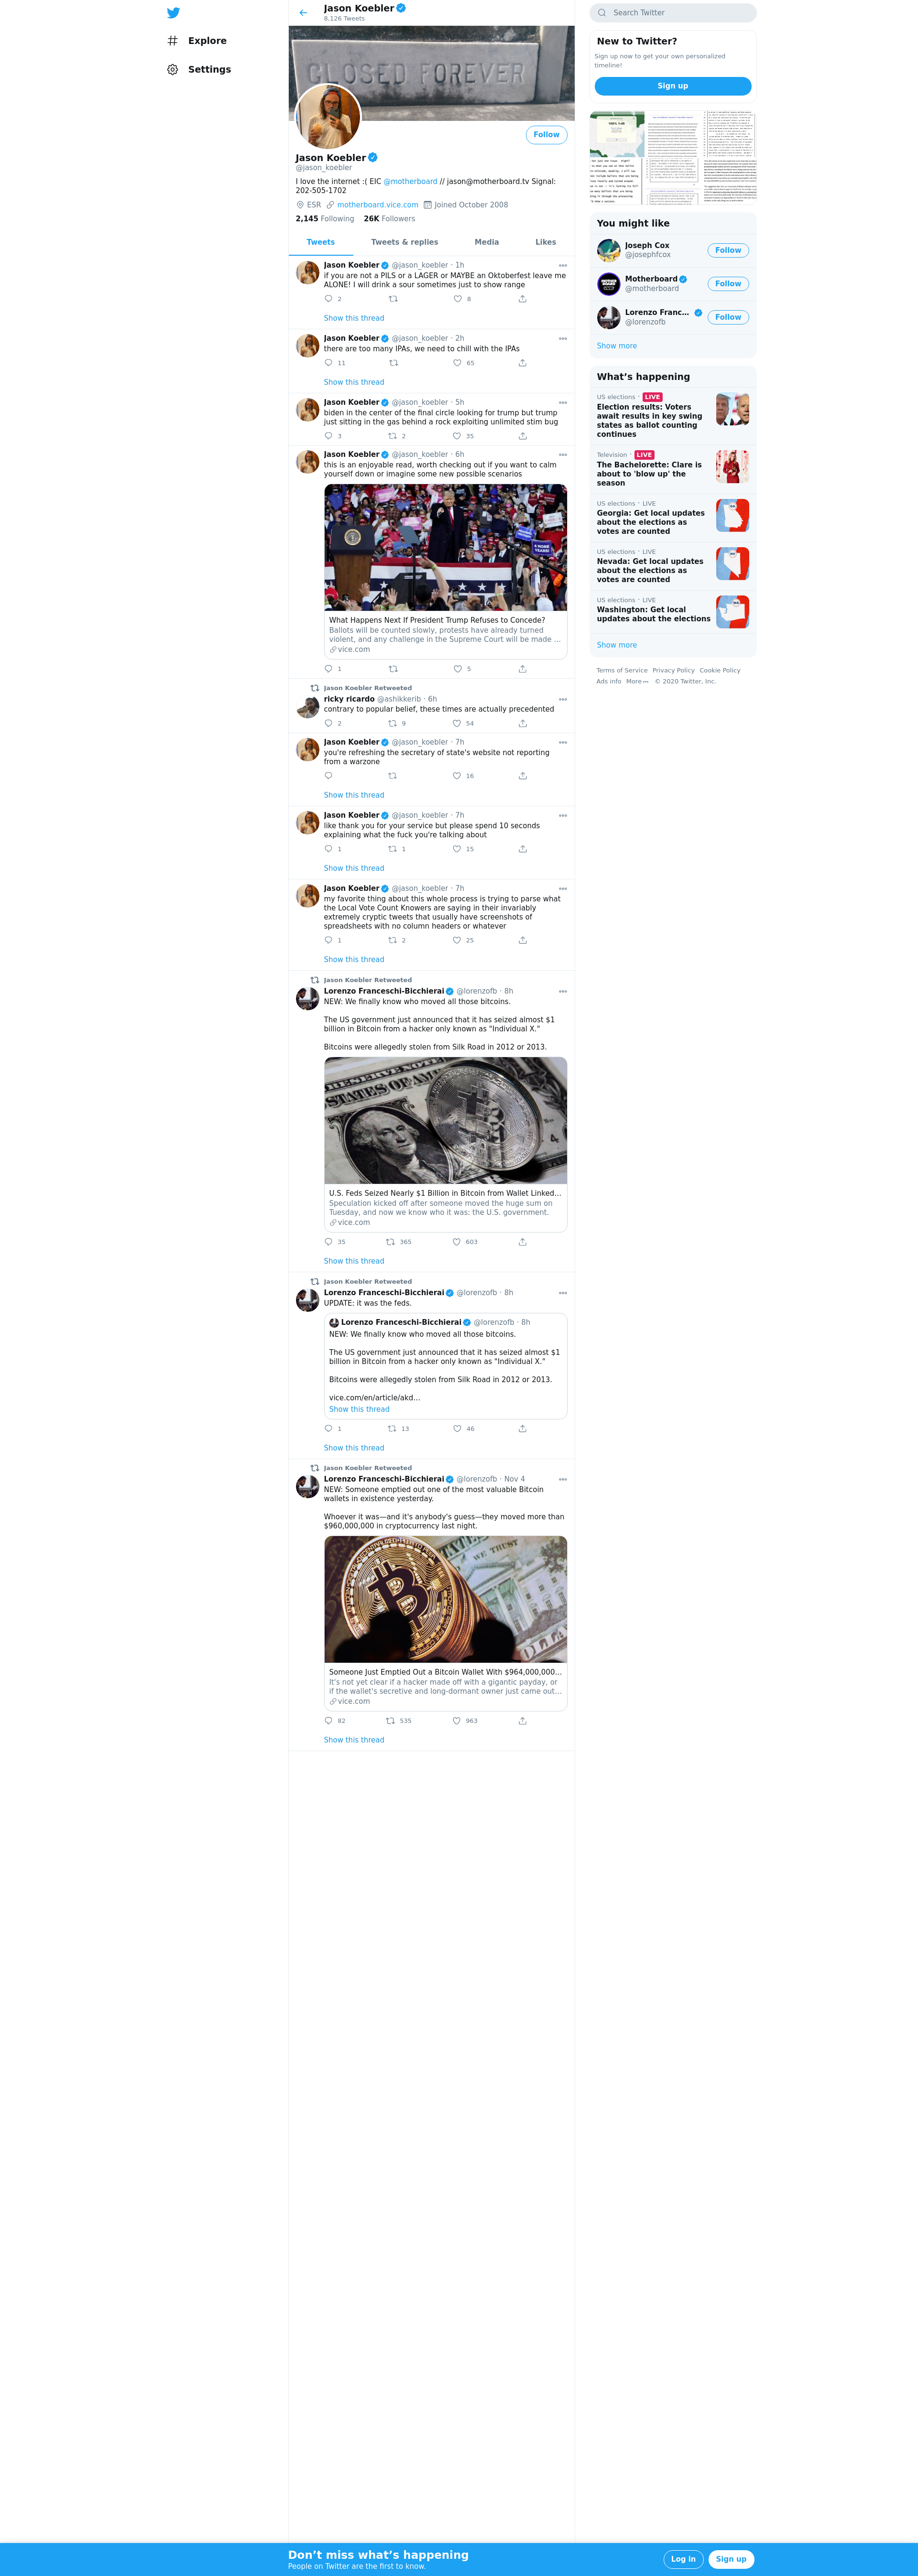 Jason Koebler
8,126 Tweets
Explore
Settings
CLOSED FOREVER
Follow
Jason Koebler
@jason_koebler
I love the internet :( EIC @motherboard // jason@motherboard.tv Signal:
202-505-1702
ESR motherboard.vice.com Joined October 2008
2,145 Following 26K Followers
Tweets Tweets & replies Media Likes
Jason Koebler @jason_koebler · 1h
if you are not a PILS or a LAGER or MAYBE an Oktoberfest leave me
ALONE! I will drink a sour sometimes just to show range
2 8
Show this thread
Jason Koebler @jason_koebler · 2h
there are too many IPAs, we need to chill with the IPAs
11 65
Show this thread
Jason Koebler @jason_koebler · 5h
biden in the center of the final circle looking for trump but trump
just sitting in the gas behind a rock exploiting unlimited stim bug
3 2 35
Jason Koebler @jason_koebler · 6h
this is an enjoyable read, worth checking out if you want to calm
yourself down or imagine some new possible scenarios
What Happens Next If President Trump Refuses to Concede?
Ballots will be counted slowly, protests have already turned
violent, and any challenge in the Supreme Court will be made ...
vice.com
1 5
Jason Koebler Retweeted
ricky ricardo @ashikkerib · 6h
contrary to popular belief, these times are actually precedented
2 9 54
Jason Koebler @jason_koebler · 7h
you're refreshing the secretary of state's website not reporting
from a warzone
16
Show this thread
Jason Koebler @jason_koebler · 7h
like thank you for your service but please spend 10 seconds
explaining what the fuck you're talking about
1 1 15
Show this thread
Jason Koebler @jason_koebler · 7h
my favorite thing about this whole process is trying to parse what
the Local Vote Count Knowers are saying in their invariably
extremely cryptic tweets that usually have screenshots of
spreadsheets with no column headers or whatever
1 2 25
Show this thread
Jason Koebler Retweeted
Lorenzo Franceschi-Bicchierai @lorenzofb · 8h
NEW: We finally know who moved all those bitcoins.
The US government just announced that it has seized almost $1
billion in Bitcoin from a hacker only known as "Individual X."
Bitcoins were allegedly stolen from Silk Road in 2012 or 2013.
U.S. Feds Seized Nearly $1 Billion in Bitcoin from Wallet Linked...
Speculation kicked off after someone moved the huge sum on
Tuesday, and now we know who it was: the U.S. government.
vice.com
35 365 603
Show this thread
Jason Koebler Retweeted
Lorenzo Franceschi-Bicchierai @lorenzofb · 8h
UPDATE: it was the feds.
Lorenzo Franceschi-Bicchierai @lorenzofb · 8h
NEW: We finally know who moved all those bitcoins.
The US government just announced that it has seized almost $1
billion in Bitcoin from a hacker only known as "Individual X."
Bitcoins were allegedly stolen from Silk Road in 2012 or 2013.
vice.com/en/article/akd...
Show this thread
1 13 46
Show this thread
Jason Koebler Retweeted
Lorenzo Franceschi-Bicchierai @lorenzofb · Nov 4
NEW: Someone emptied out one of the most valuable Bitcoin
wallets in existence yesterday.
Whoever it was—and it's anybody's guess—they moved more than
$960,000,000 in cryptocurrency last night.
Someone Just Emptied Out a Bitcoin Wallet With $964,000,000...
It's not yet clear if a hacker made off with a gigantic payday, or
if the wallet's secretive and long-dormant owner just came out...
vice.com
82 535 963
Show this thread
Search Twitter
New to Twitter?
Sign up now to get your own personalized
timeline!
Sign up
You might like
Joseph Cox
@josephfcox
Follow
Motherboard
@motherboard
Follow
Lorenzo Franc...
@lorenzofb
Follow
Show more
What's happening
US elections · LIVE
Election results: Voters
await results in key swing
states as ballot counting
continues
Television · LIVE
The Bachelorette: Clare is
about to 'blow up' the
season
US elections · LIVE
Georgia: Get local updates
about the elections as
votes are counted
US elections · LIVE
Nevada: Get local updates
about the elections as
votes are counted
US elections · LIVE
Washington: Get local
updates about the elections
Show more
Terms of Service Privacy Policy Cookie Policy
Ads info More © 2020 Twitter, Inc.
Don't miss what's happening
People on Twitter are the first to know.
Log in Sign up